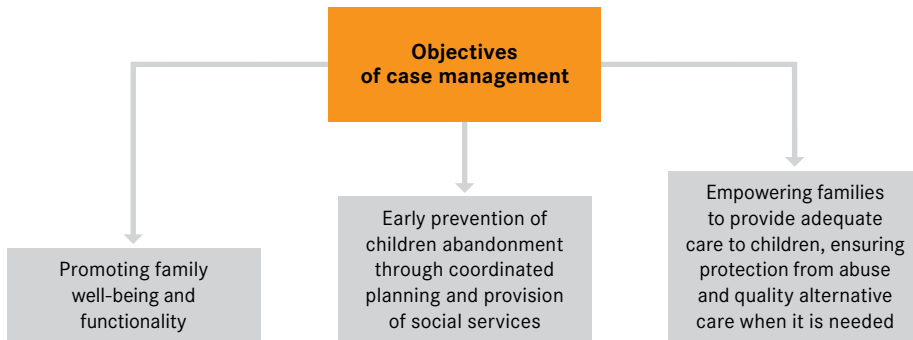 Objectives
of case management
Promoting family
well-being and
functionality
Early prevention of
children abandonment
through coordinated
planning and provision
of social services
Empowering families
to provide adequate
care to children, ensuring
protection from abuse
and quality alternative
care when it is needed